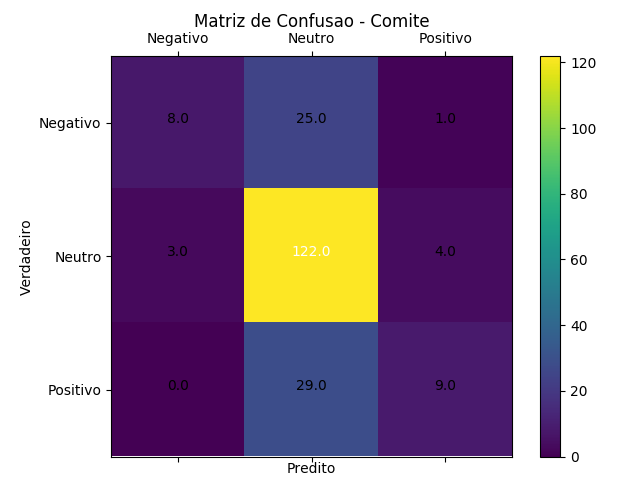 Matriz de Confusao - Comite
Negativo Neutro Positivo
Negativo 8.0 25.0 1.0
Neutro 3.0 122.0 4.0
Positivo 0.0 29.0 9.0
Verdadeiro
Predito
120
100
80
60
40
20
0